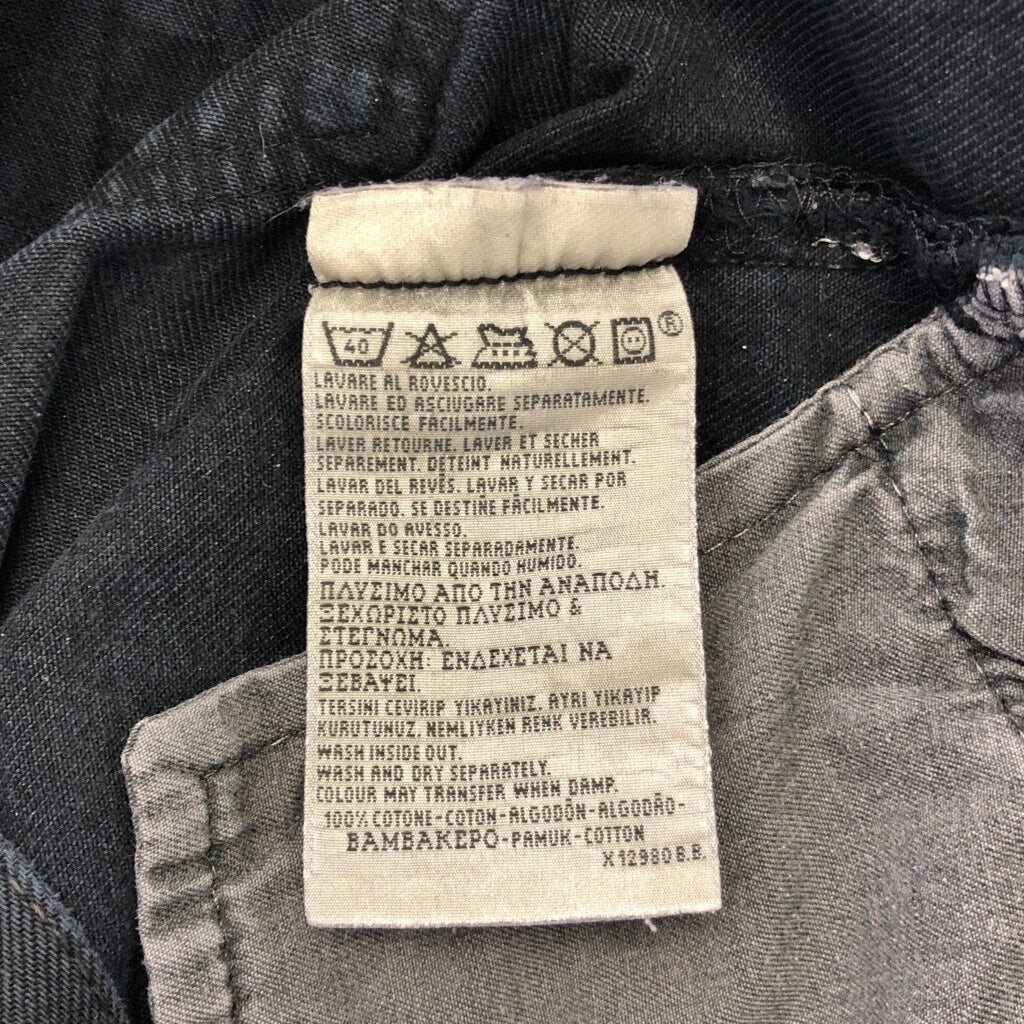 40
®
LAVARE AL ROVESCIO.
LAVARE ED ASCIUGARE SEPARATAMENTE.
SCOLORISCE FACILMENTE.
LAVER RETOURNE. LAVER ET SECHER
SEPAREMENT. DETEINT NATURELLEMENT.
LAVAR DEL REVÉS. LAVAR Y SECAR POR
SEPARADO. SE DESTIÑE FÁCILMENTE.
LAVAR DO AVESSO.
LAVAR E SECAR SEPARADAMENTE.
PODE MANCHAR QUANDO HUMIDO.
ΠΛΥΣΙΜΟ ΑΠΟ ΤΗΝ ΑΝΑΠΟΔΗ.
ΞΕΧΩΡΙΣΤΟ ΠΛΥΣΙΜΟ &
ΣΤΕΓΝΩΜΑ.
ΠΡΟΣΟΧΗ: ΕΝΔΕΧΕΤΑΙ ΝΑ
ΞΕΒΑΨΕΙ.
TERSINI CEVIRIP YIKAYINIZ. AYRI YIKAYIP
KURUTUNUZ. NEMLIYKEN RENK VEREBILIR.
WASH INSIDE OUT.
WASH AND DRY SEPARATELY.
COLOUR MAY TRANSFER WHEN DAMP.
100% COTONE-COTON-ALGODÓN-ALGODÃO-
ΒΑΜΒΑΚΕΡΟ-PAMUK-COTTON
X12980 B.B.